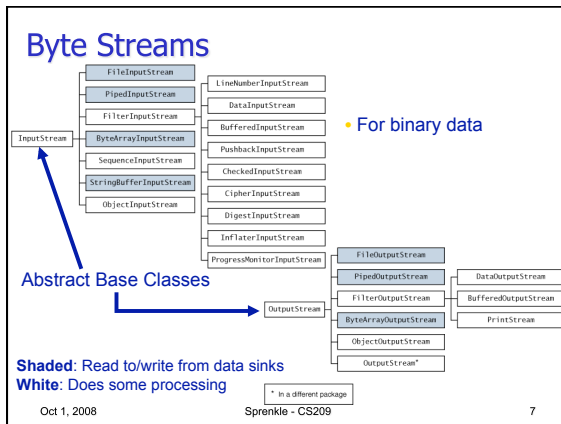 Byte Streams
FileInputStream
PipedInputStream
FilterInputStream
InputStream
ByteArrayInputStream
SequenceInputStream
StringBufferInputStream
ObjectInputStream
LineNumberInputStream
DataInputStream
BufferedInputStream
PushbackInputStream
CheckedInputStream
CipherInputStream
DigestInputStream
InflaterInputStream
ProgressMonitorInputStream
• For binary data
Abstract Base Classes
OutputStream
FileOutputStream
PipedOutputStream
FilterOutputStream
ByteArrayOutputStream
ObjectOutputStream
OutputStream*
DataOutputStream
BufferedOutputStream
PrintStream
Shaded: Read to/write from data sinks
White: Does some processing
* In a different package
Oct 1, 2008 Sprenkle - CS209 7